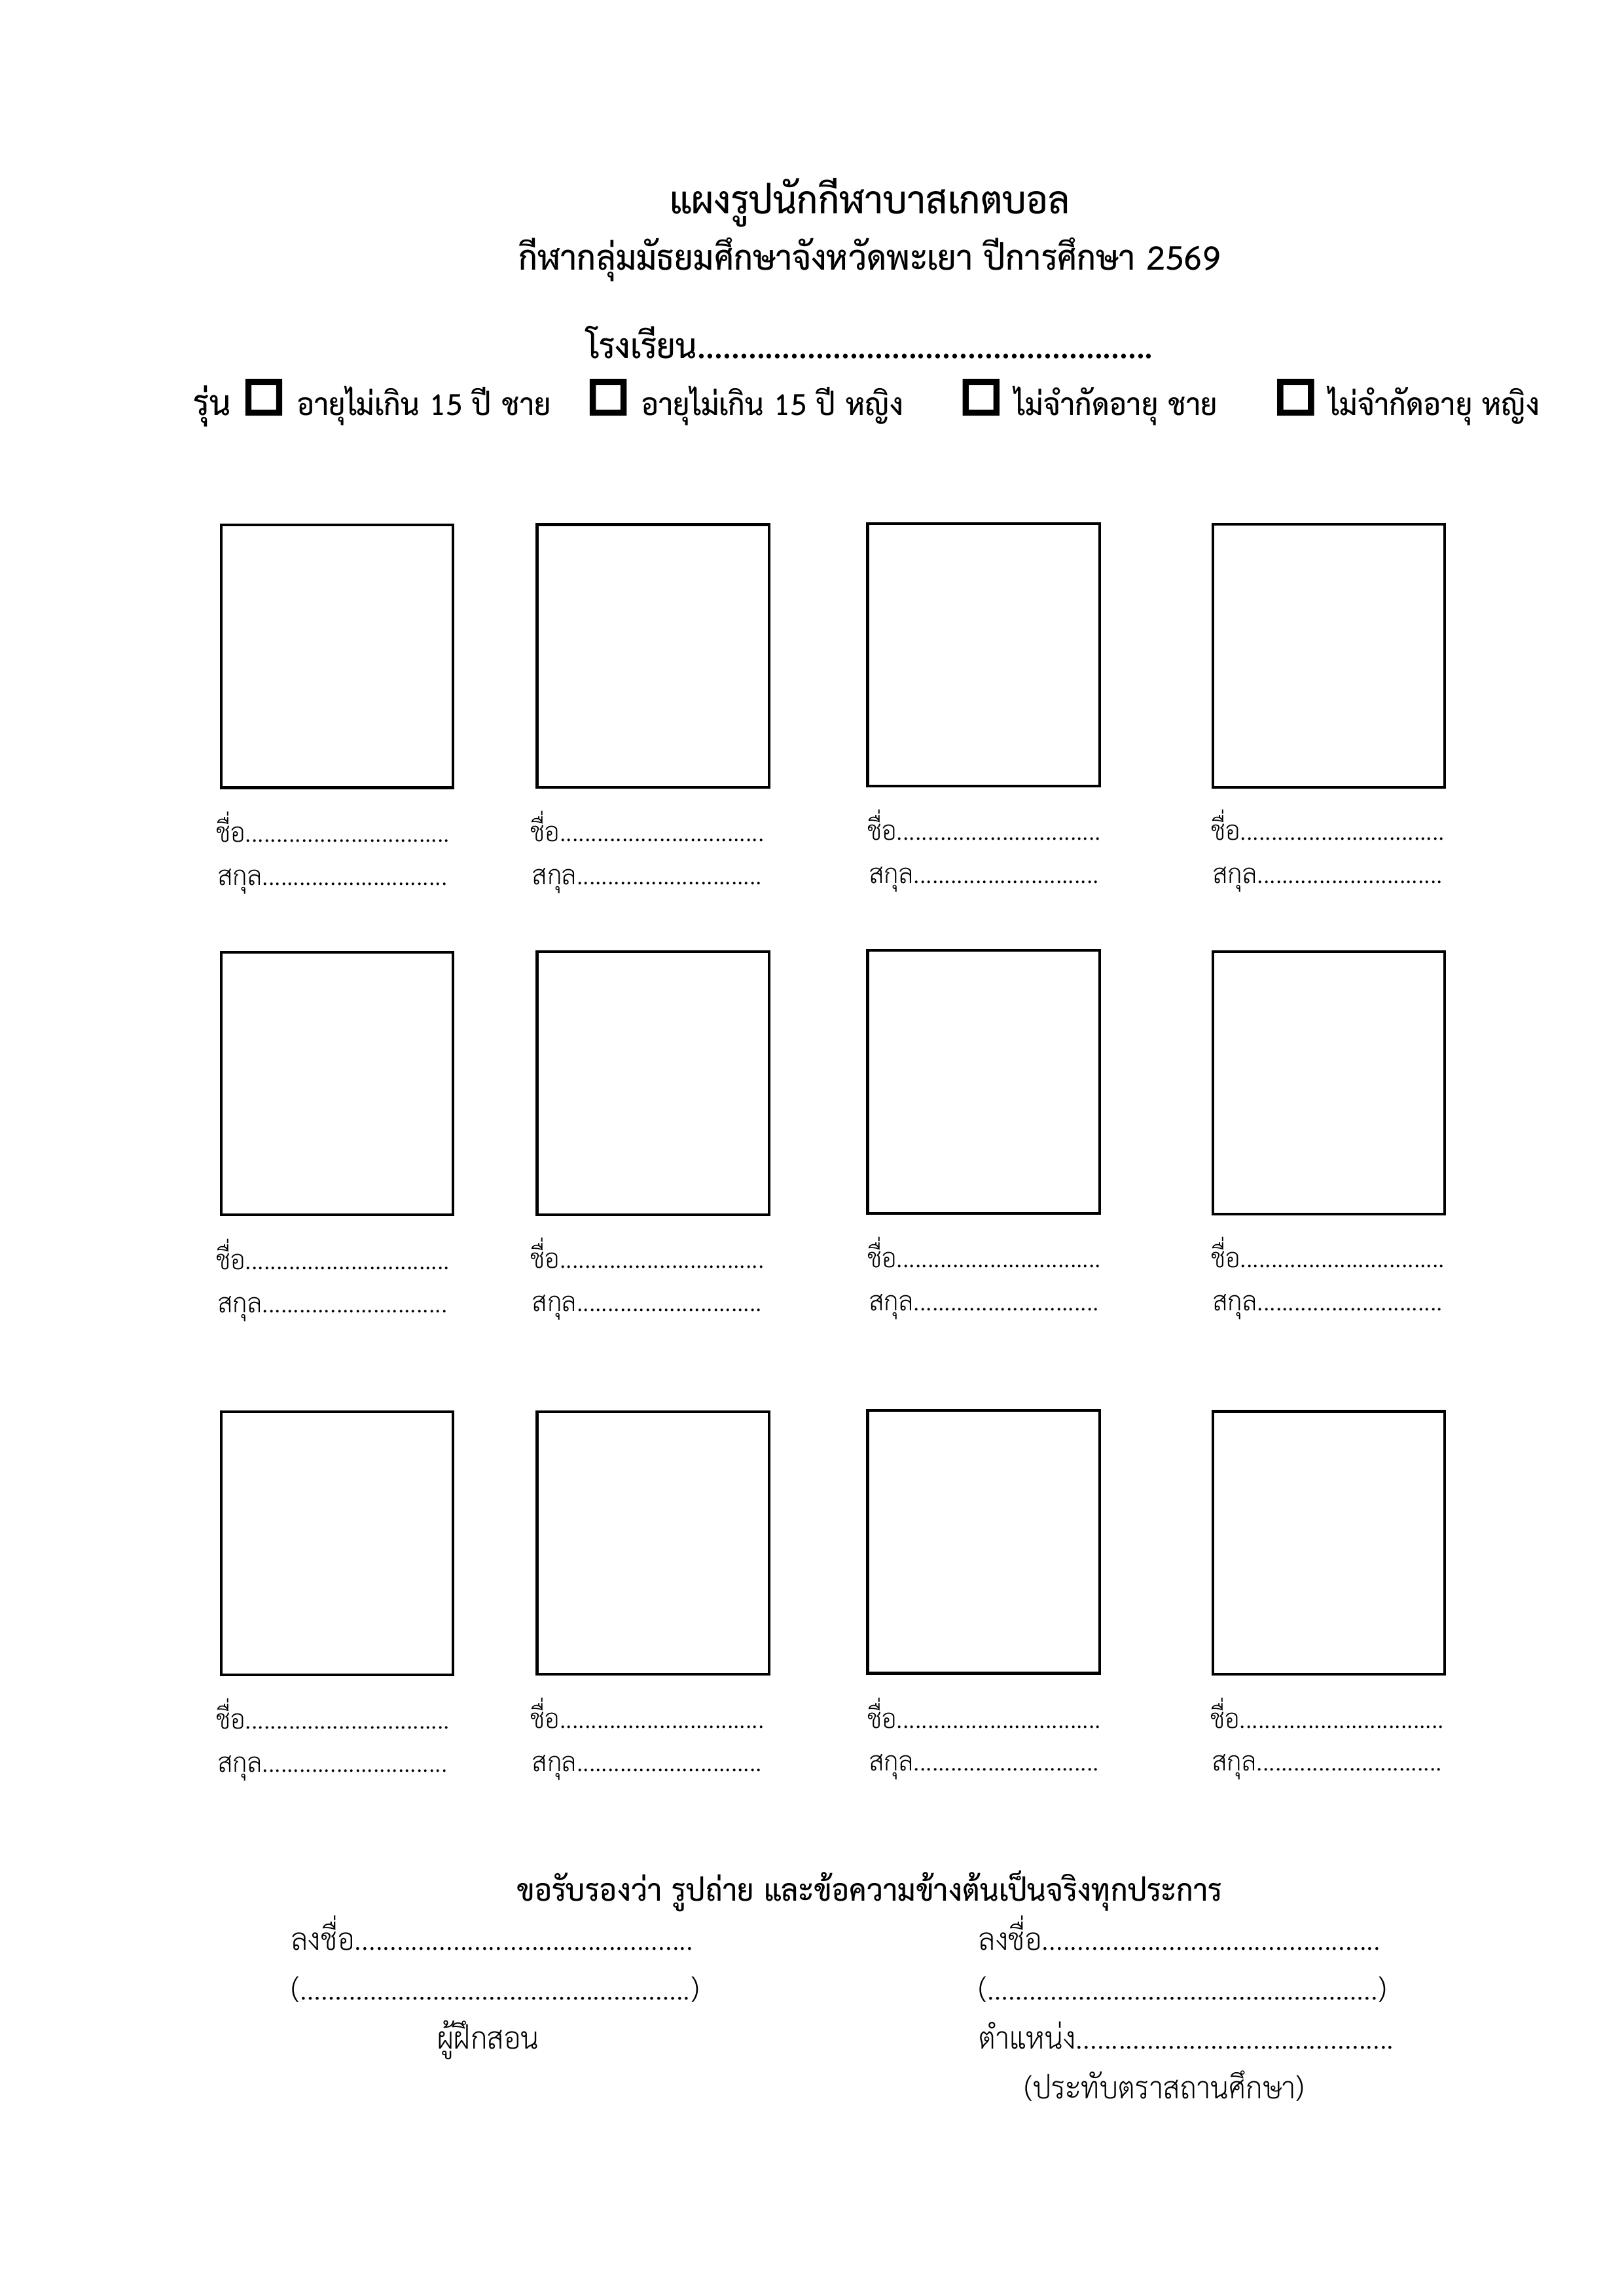 แผงรูปนักกีฬาบาสเกตบอล
กีฬากลุ่มมัธยมศึกษาจังหวัดพะเยา ปีการศึกษา 2569
โรงเรียน......................................................
รุ่น □ อายุไม่เกิน 15 ปี ชาย □ อายุไม่เกิน 15 ปี หญิง □ ไม่จำกัดอายุ ชาย □ ไม่จำกัดอายุ หญิง
ชื่อ................................. ชื่อ................................. ชื่อ................................. ชื่อ.................................
สกุล.............................. สกุล.............................. สกุล.............................. สกุล..............................
ชื่อ................................. ชื่อ................................. ชื่อ................................. ชื่อ.................................
สกุล.............................. สกุล.............................. สกุล.............................. สกุล..............................
ชื่อ................................. ชื่อ................................. ชื่อ................................. ชื่อ.................................
สกุล.............................. สกุล.............................. สกุล.............................. สกุล..............................
ขอรับรองว่า รูปถ่าย และข้อความข้างต้นเป็นจริงทุกประการ
ลงชื่อ................................................ ลงชื่อ................................................
(........................................................) (........................................................)
ผู้ฝึกสอน ตำแหน่ง.............................................
(ประทับตราสถานศึกษา)